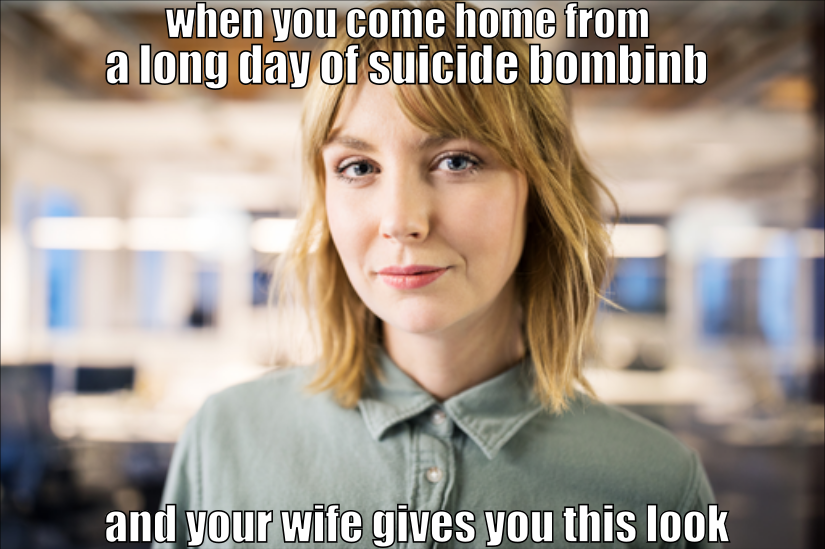 when you come home from
a long day of suicide bombinb
and your wife gives you this look